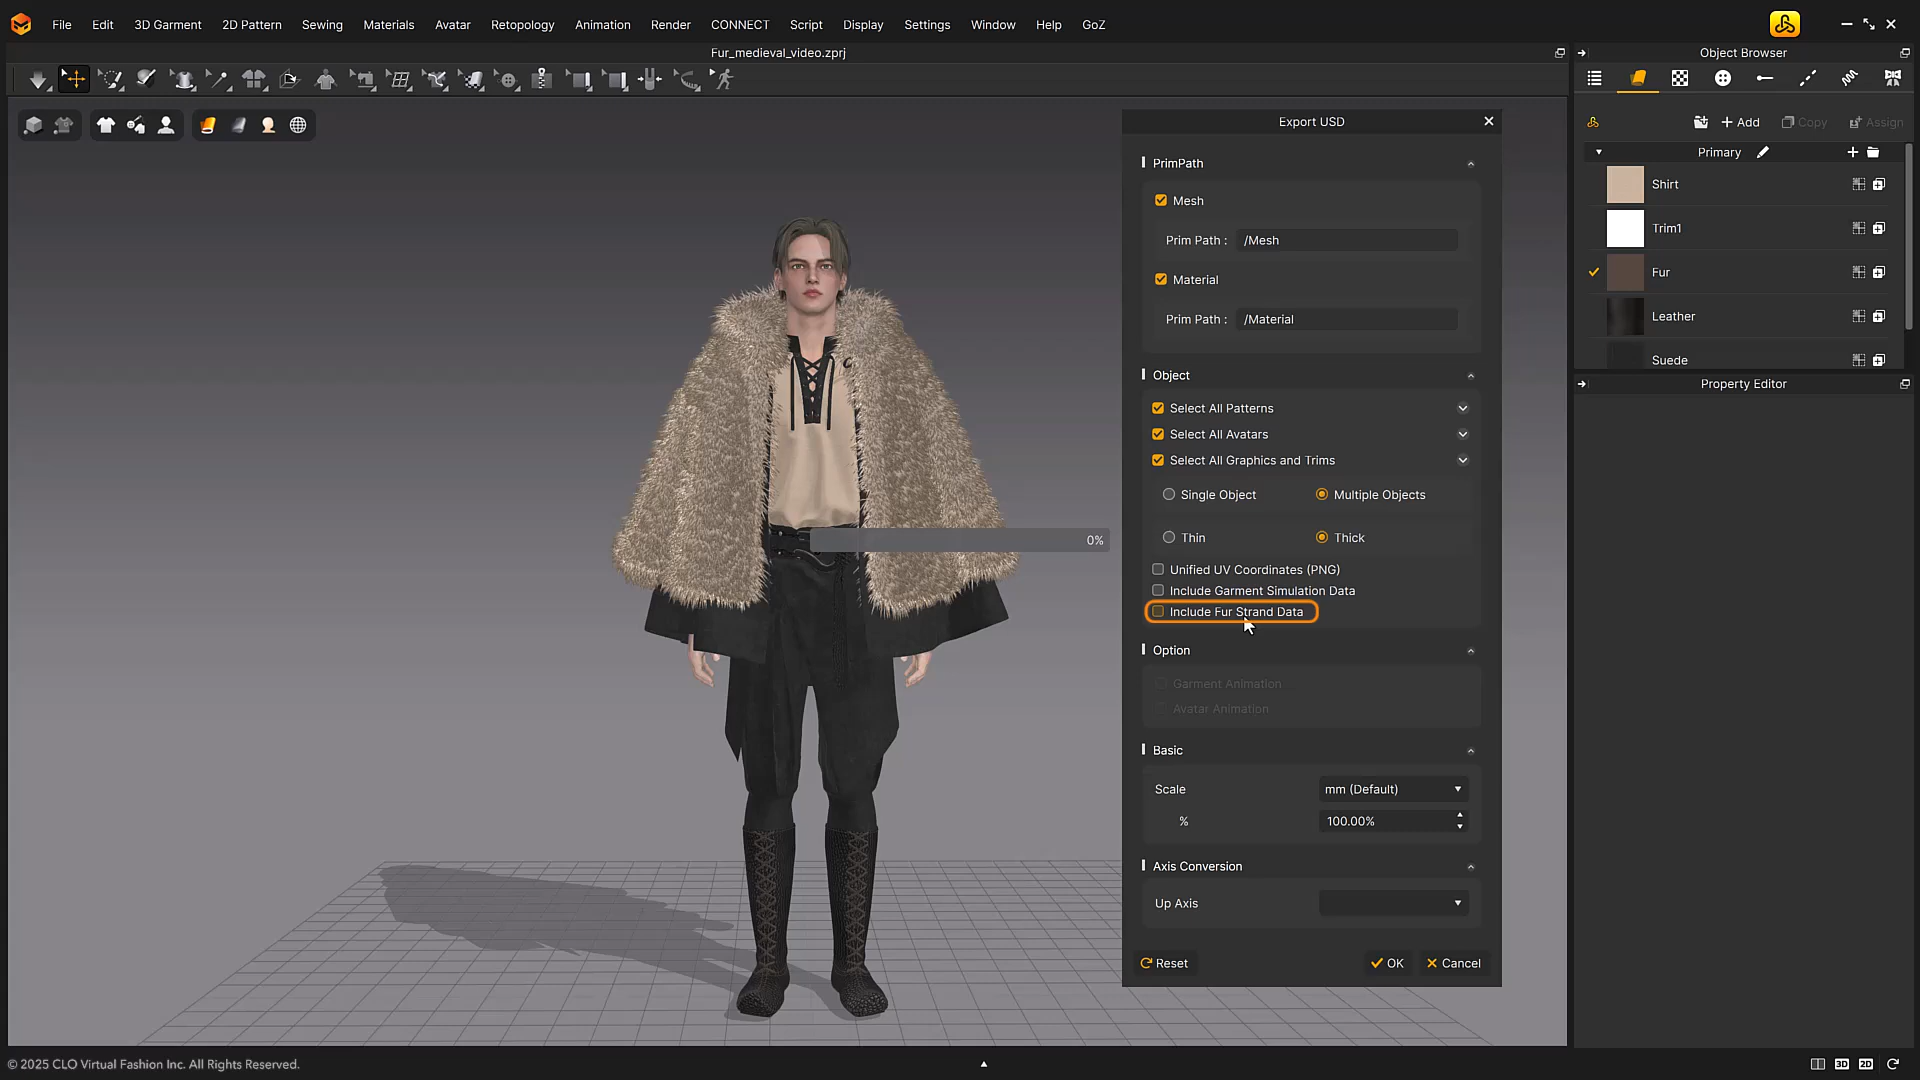 File Edit 3D Garment 2D Pattern Sewing Materials Avatar Retopology Animation Render CONNECT Script Display Settings Window Help GoZ
Fur_medieval_video.zprj
Object Browser
Add Copy Assign
Primary
Shirt
Trim1
Fur
Leather
Suede
Property Editor
Export USD
PrimPath
Mesh
Prim Path : /Mesh
Material
Prim Path : /Material
Object
Select All Patterns
Select All Avatars
Select All Graphics and Trims
Single Object Multiple Objects
Thin Thick
Unified UV Coordinates (PNG)
Include Garment Simulation Data
Include Fur Strand Data
Option
Garment Animation
Avatar Animation
Basic
Scale mm (Default)
% 100.00%
Axis Conversion
Up Axis
Reset OK Cancel
0%
© 2025 CLO Virtual Fashion Inc. All Rights Reserved.
3D 2D